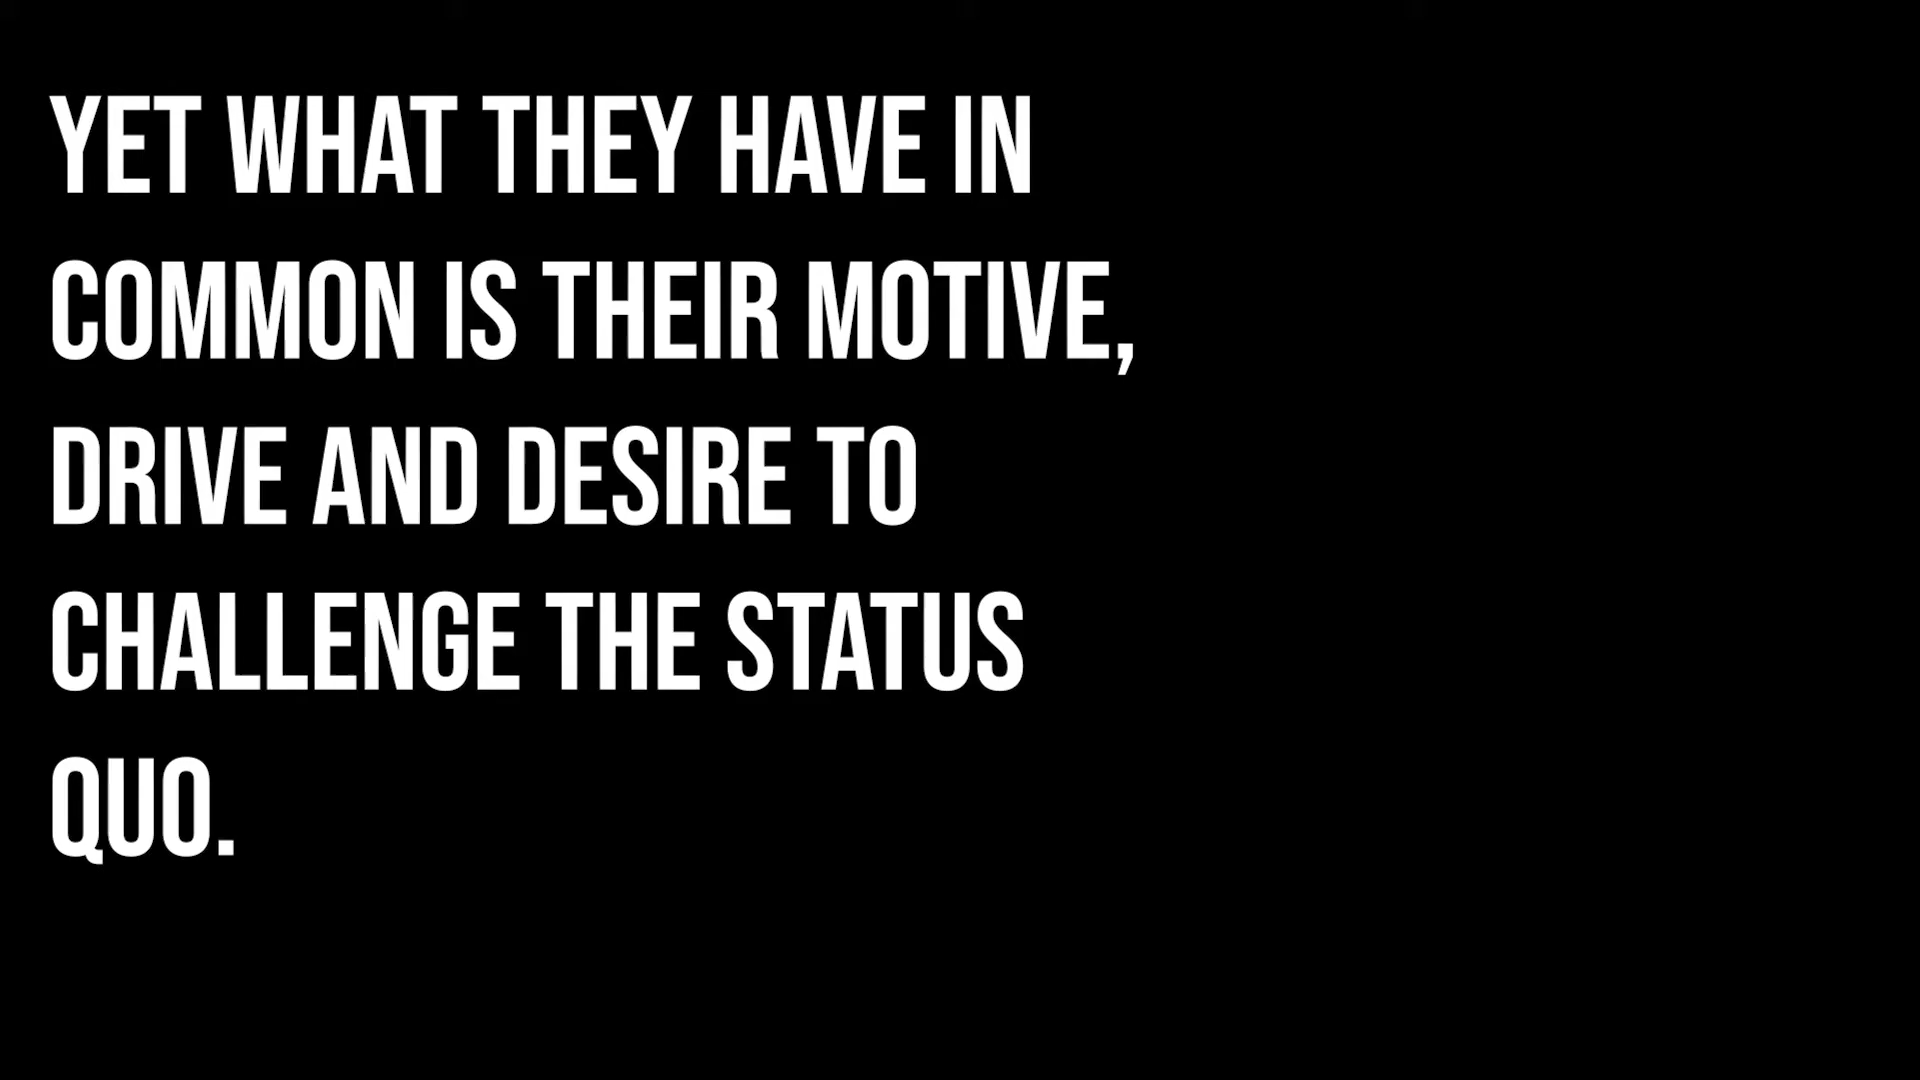 YET WHAT THEY HAVE IN
COMMON IS THEIR MOTIVE,
DRIVE AND DESIRE TO
CHALLENGE THE STATUS
QUO.